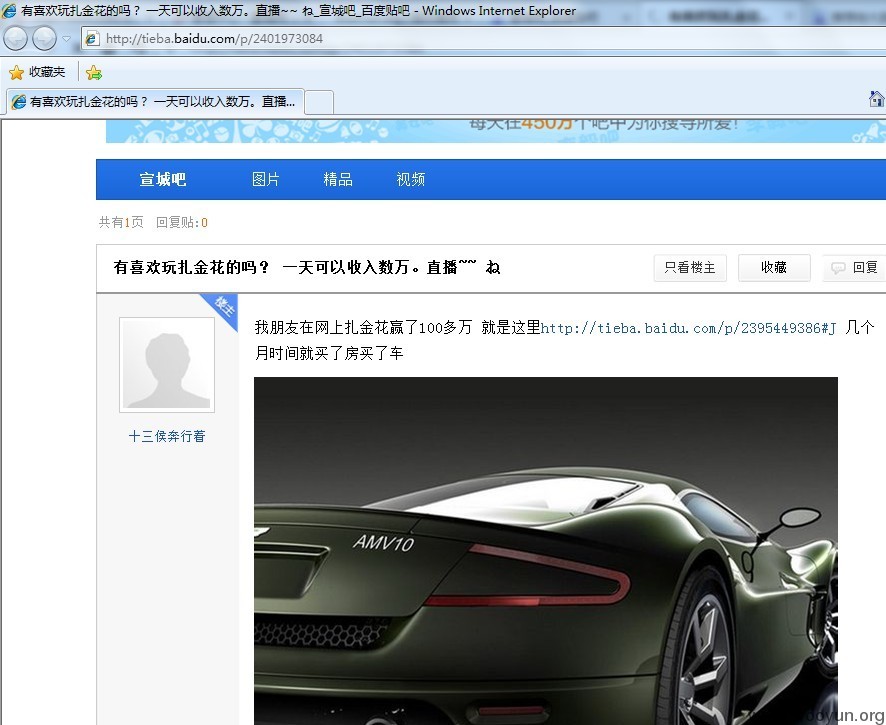 有喜欢玩扎金花的吗？ 一天可以收入数万。直播~~ ね_宣城吧_百度贴吧 - Windows Internet Explorer
http://tieba.baidu.com/p/2401973084
收藏夹
有喜欢玩扎金花的吗？ 一天可以收入数万。直播...
每天在450万个吧中为你搜寻所爱！
宣城吧 图片 精品 视频
共有1页 回复贴:0
有喜欢玩扎金花的吗？ 一天可以收入数万。直播~~ ね 只看楼主 收藏 回复
楼主
我朋友在网上扎金花赢了100多万 就是这里http://tieba.baidu.com/p/2395449386#J 几个
月时间就买了房买了车
十三侯奔行著
AMV10